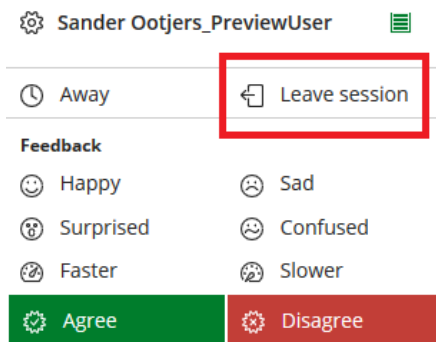 Sander Ootjers_PreviewUser
Away
Leave session
Feedback
Happy
Sad
Surprised
Confused
Faster
Slower
Agree
Disagree